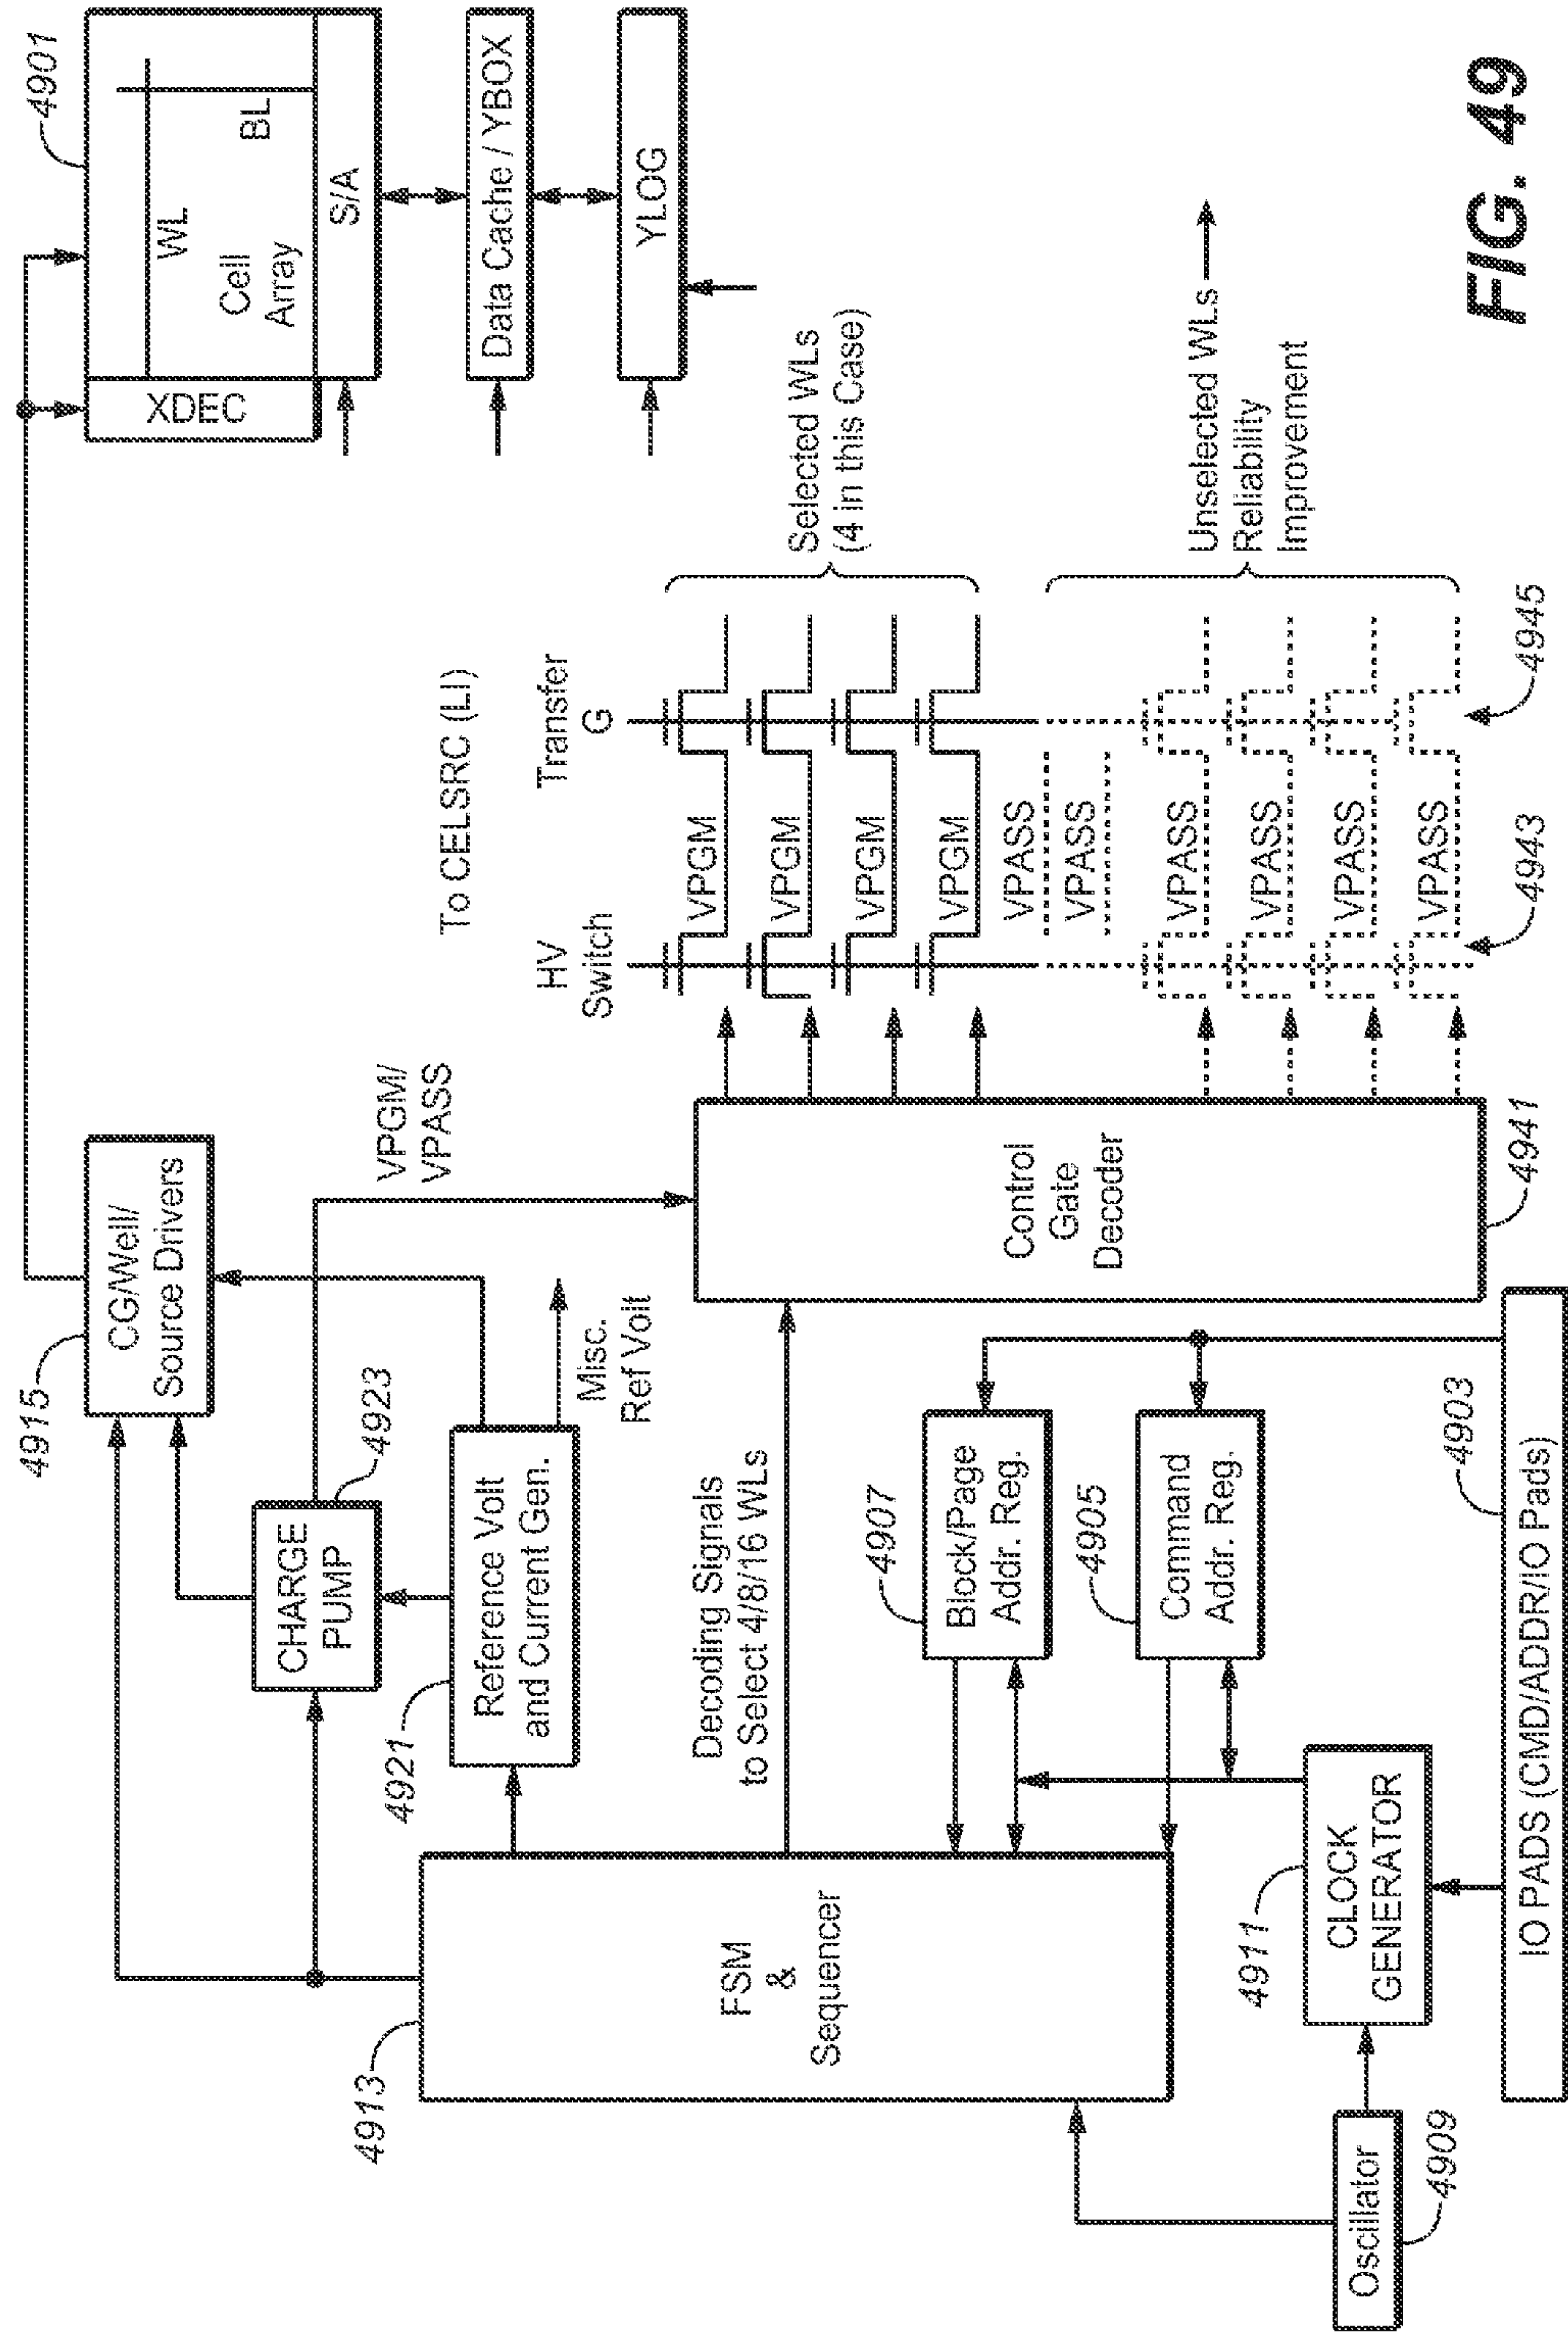 4901
WL
BL
Cell
Array
XDEC
S/A
Data Cache / YBOX
YLOG
4915
CG/Well/
Source Drivers
CHARGE
PUMP
4923
VPGM/
VPASS
4921
Reference Volt
and Current Gen.
Misc.
Ref Volt
4913
FSM
&
Sequencer
Decoding Signals
to Select 4/8/16 WLs
Control
Gate
Decoder
4941
To CELSRC (LI)
HV
Switch
Transfer
G
VPGM
VPGM
VPGM
VPGM
VPASS
VPASS
VPASS
VPASS
VPASS
VPASS
Selected WLs
(4 in this Case)
Unselected WLs
Reliability
Improvement
4943
4945
4907
Block/Page
Addr. Reg.
4905
Command
Addr. Reg.
4911
CLOCK
GENERATOR
4903
IO PADS (CMD/ADDR/IO Pads)
Oscillator
4909
FIG. 49